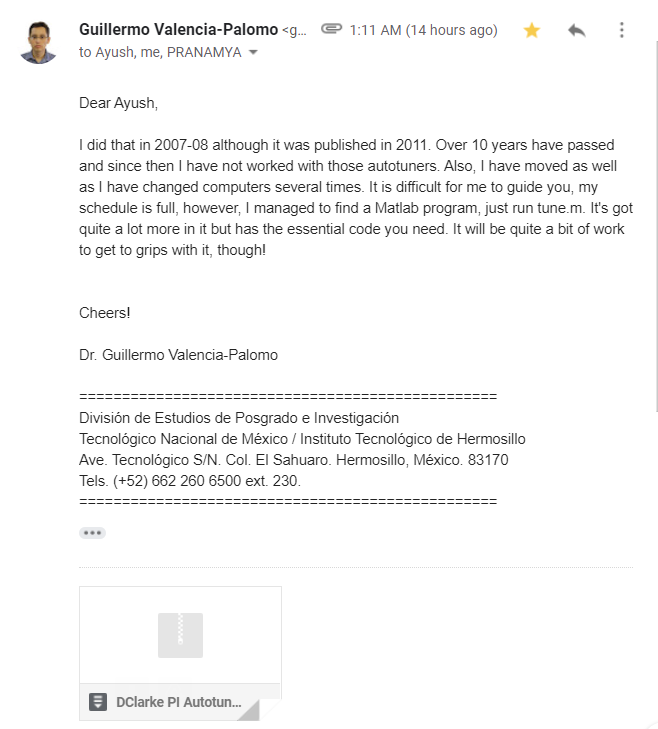 Guillermo Valencia-Palomo <g... 1:11 AM (14 hours ago)
to Ayush, me, PRANAMYA
Dear Ayush,
I did that in 2007-08 although it was published in 2011. Over 10 years have passed
and since then I have not worked with those autotuners. Also, I have moved as well
as I have changed computers several times. It is difficult for me to guide you, my
schedule is full, however, I managed to find a Matlab program, just run tune.m. It's got
quite a lot more in it but has the essential code you need. It will be quite a bit of work
to get to grips with it, though!
Cheers!
Dr. Guillermo Valencia-Palomo
==================================================
División de Estudios de Posgrado e Investigación
Tecnológico Nacional de México / Instituto Tecnológico de Hermosillo
Ave. Tecnológico S/N. Col. El Sahuaro. Hermosillo, México. 83170
Tels. (+52) 662 260 6500 ext. 230.
==================================================
DClarke PI Autotun...